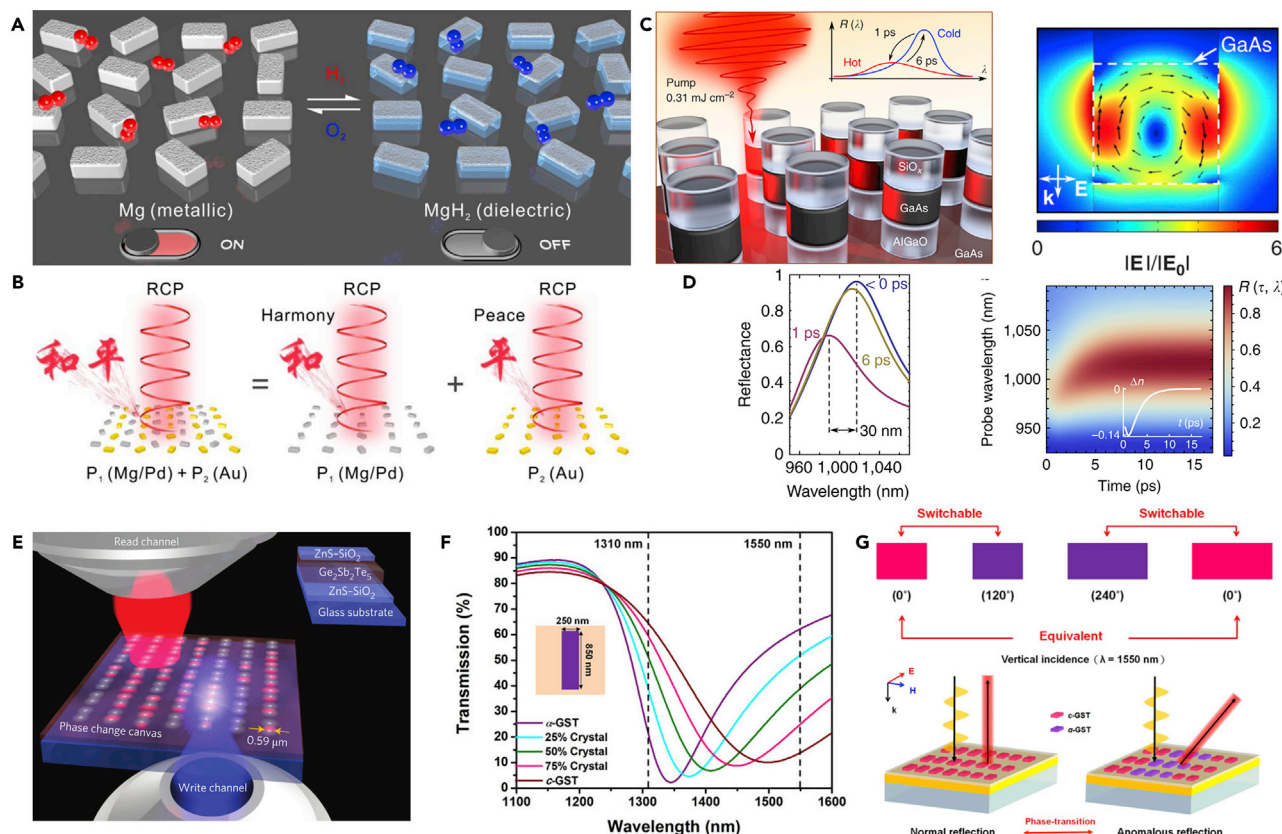 A
H₂
O₂
Mg (metallic)
MgH₂ (dielectric)
ON
OFF
B
RCP
RCP
RCP
Harmony
Peace
和 平
=
和
+
平
P₁ (Mg/Pd) + P₂ (Au)
P₁ (Mg/Pd)
P₂ (Au)
C
R (λ)
1 ps
Cold
Hot
6 ps
λ
Pump
0.31 mJ cm⁻²
SiOₓ
GaAs
AlGaO
GaAs
GaAs
k
E
0
6
|E|/|E₀|
D
Reflectance
1
0.8
0.6
0.4
0.2
0
< 0 ps
1 ps
6 ps
30 nm
960
1,000
1,040
Wavelength (nm)
Probe wavelength (nm)
1,050
1,000
950
R (τ, λ)
0.8
0.6
0.4
0.2
0
Δn
−0.14
t (ps)
0
5
10
15
0
5
10
15
Time (ps)
E
Read channel
ZnS–SiO₂
Ge₂Sb₂Te₅
ZnS–SiO₂
Glass substrate
Phase change canvas
0.59 μm
Write channel
F
Transmission (%)
100
90
80
70
60
50
40
30
20
10
0
1310 nm
1550 nm
250 nm
850 nm
α-GST
25% Crystal
50% Crystal
75% Crystal
c-GST
1100
1200
1300
1400
1500
1600
Wavelength (nm)
G
Switchable
Switchable
(0°)
(120°)
(240°)
(0°)
Equivalent
Vertical incidence (λ = 1550 nm)
E
H
k
c-GST
α-GST
Phase-transition
Normal reflection
Anomalous reflection